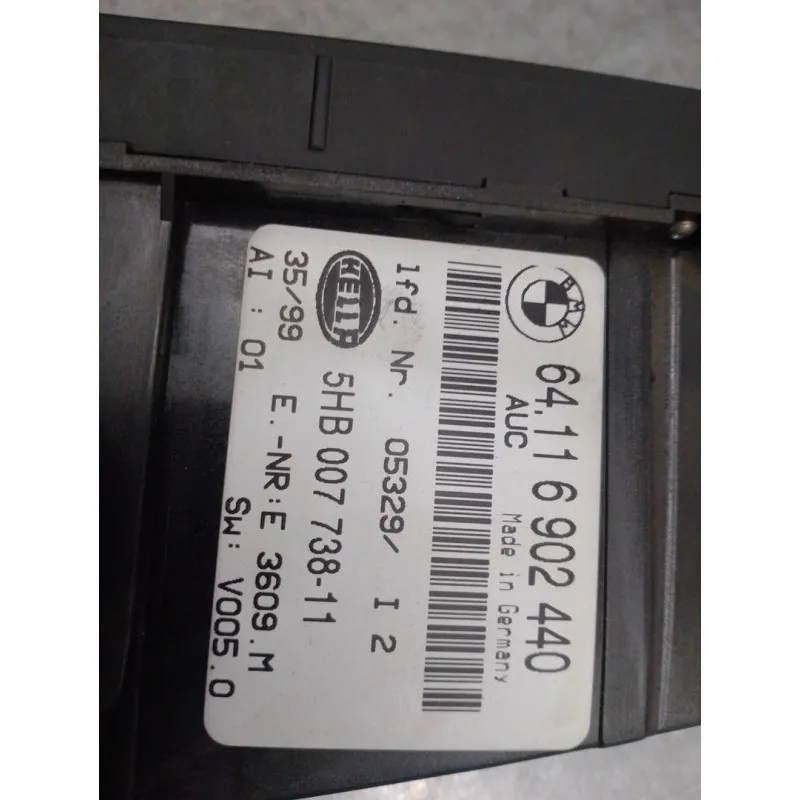 BMW
64.11 6 902 440
AUC
Made in Germany
lfd. Nr. 05329/ I 2
HELLA
5HB 007 738-11
35/99
E.-NR:E 3609.M
AI : 01
Sw: V005.0